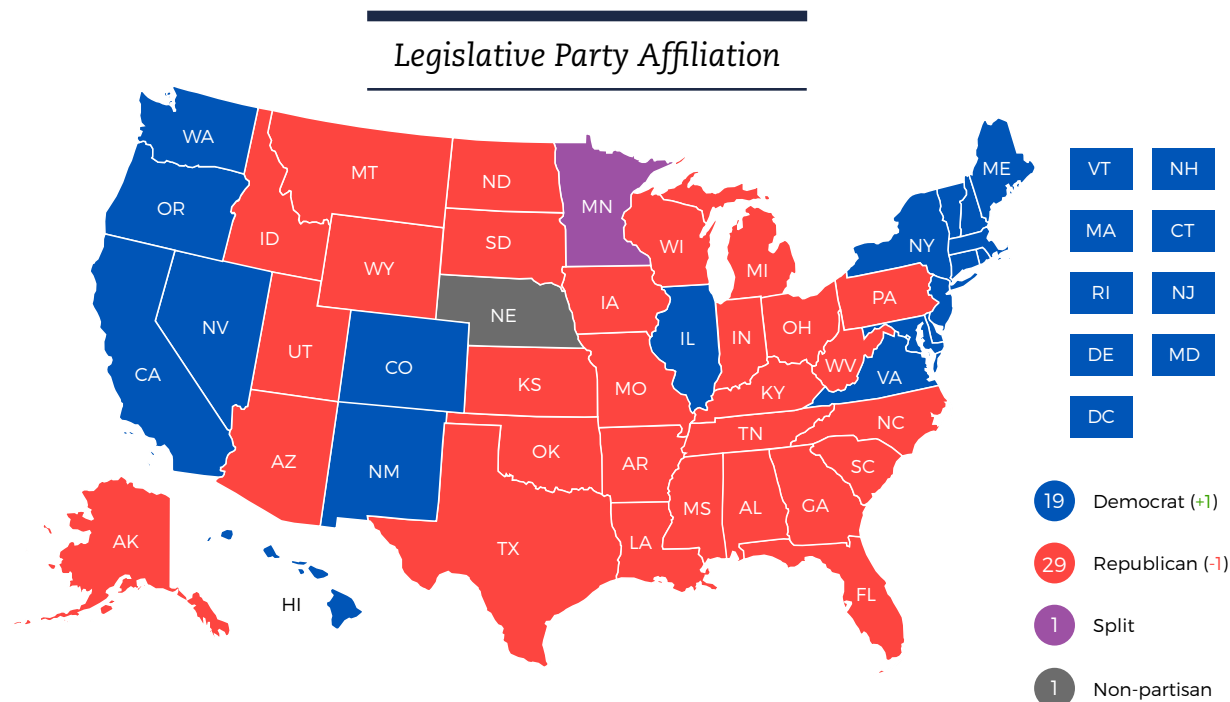 Legislative Party Affiliation
WA
OR
CA
NV
ID
MT
WY
UT
CO
AZ
NM
ND
SD
NE
KS
OK
TX
MN
IA
MO
AR
LA
WI
IL
MI
IN
OH
KY
TN
MS
AL
GA
FL
SC
NC
VA
WV
PA
NY
ME
AK
HI
VT NH
MA CT
RI NJ
DE MD
DC
19 Democrat (+1)
29 Republican (-1)
1 Split
1 Non-partisan